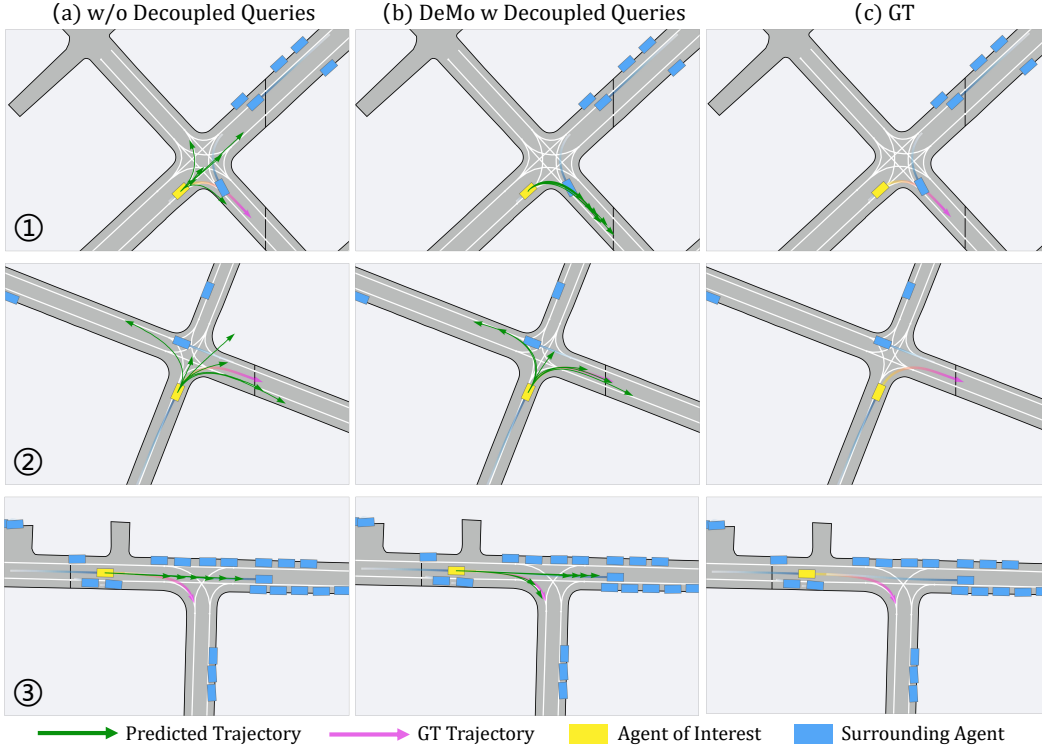 (a) w/o Decoupled Queries
(b) DeMo w Decoupled Queries
(c) GT
①
②
③
Predicted Trajectory
GT Trajectory
Agent of Interest
Surrounding Agent